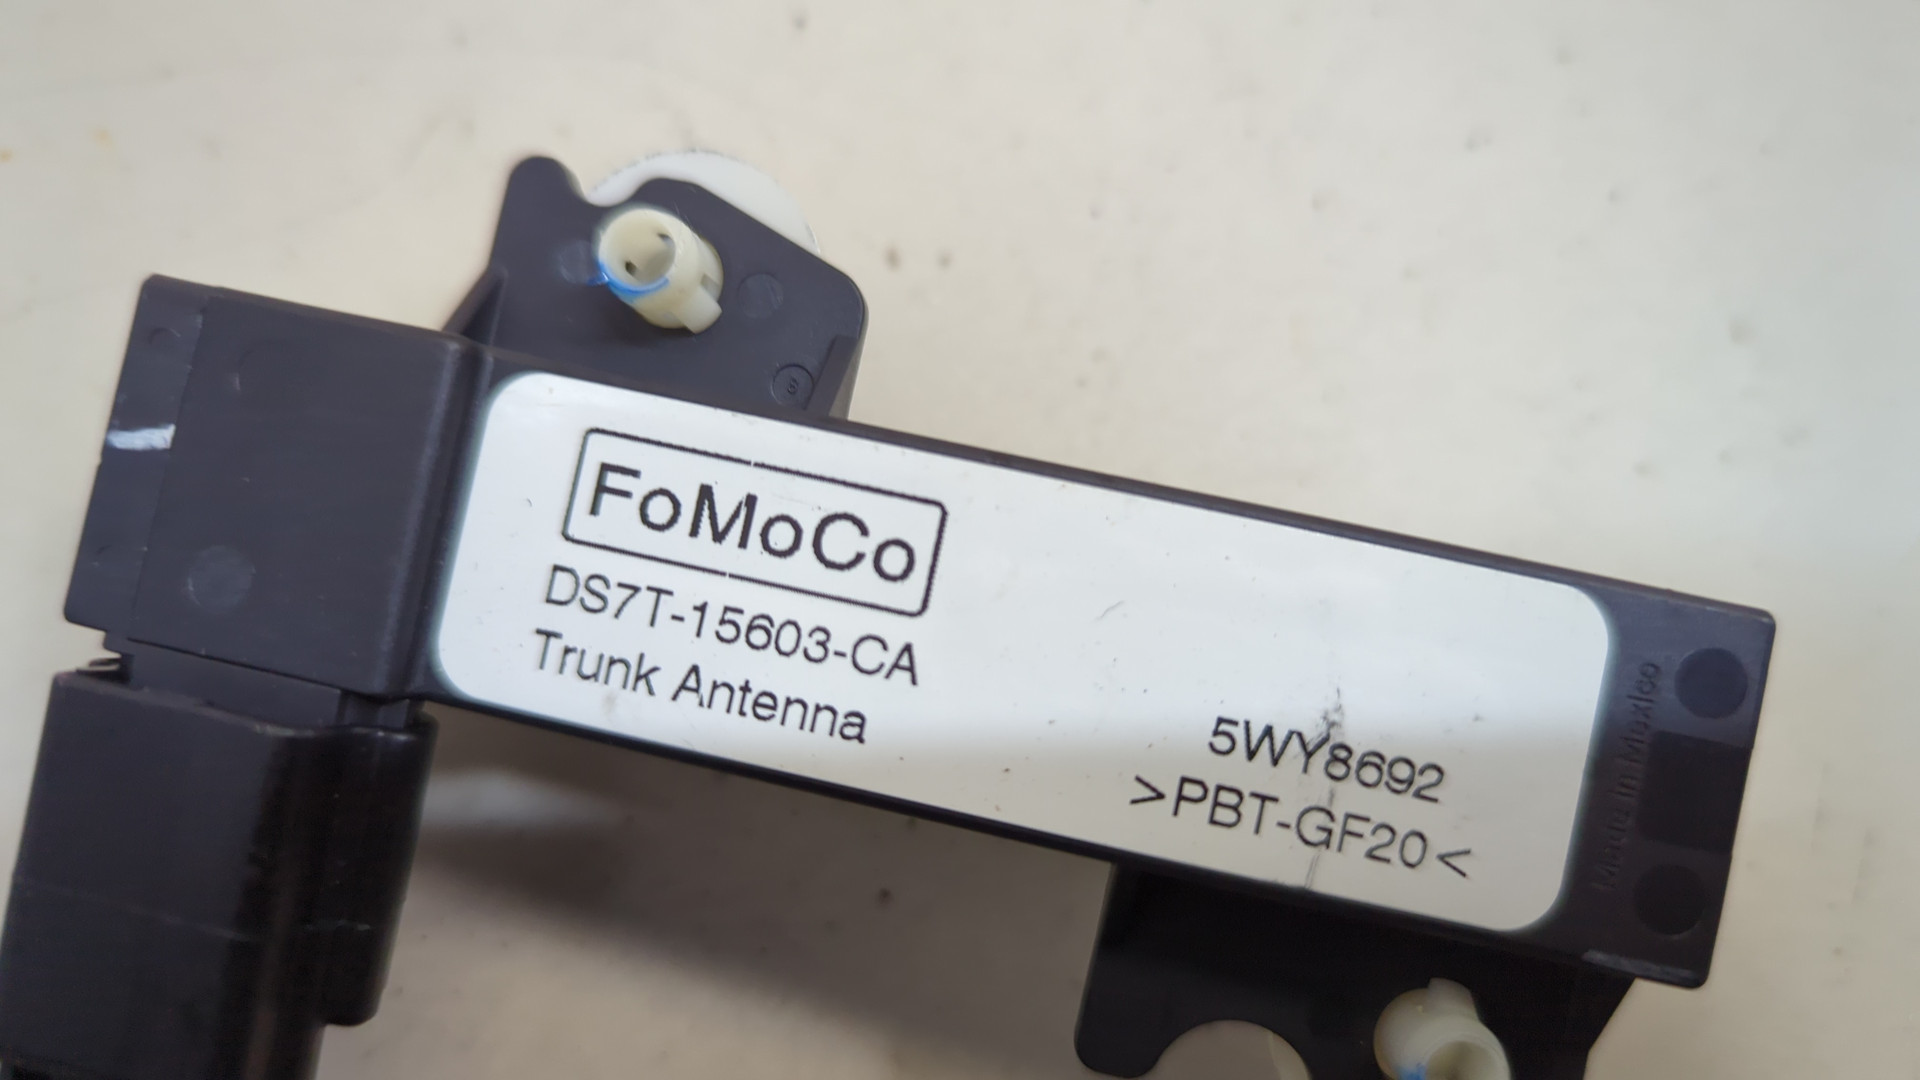 FoMoCo
DS7T-15603-CA
Trunk Antenna
5WY8692
>PBT-GF20<
Made in Mexico